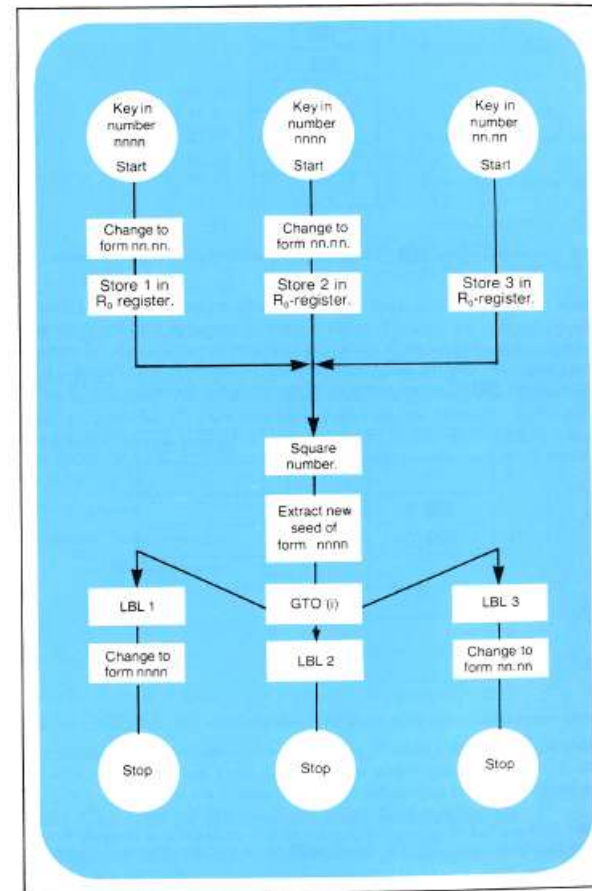 Key in
number
nnnn
Start
Key in
number
nnnn
Start
Key in
number
nn.nn
Start
Change to
form nn.nn.
Change to
form nn.nn.
Store 1 in
R₀ register.
Store 2 in
R₀-register.
Store 3 in
R₀-register.
Square
number.
Extract new
seed of
form nnnn
LBL 1
GTO (i)
LBL 3
Change to
form nnnn
LBL 2
Change to
form nn.nn
Stop
Stop
Stop